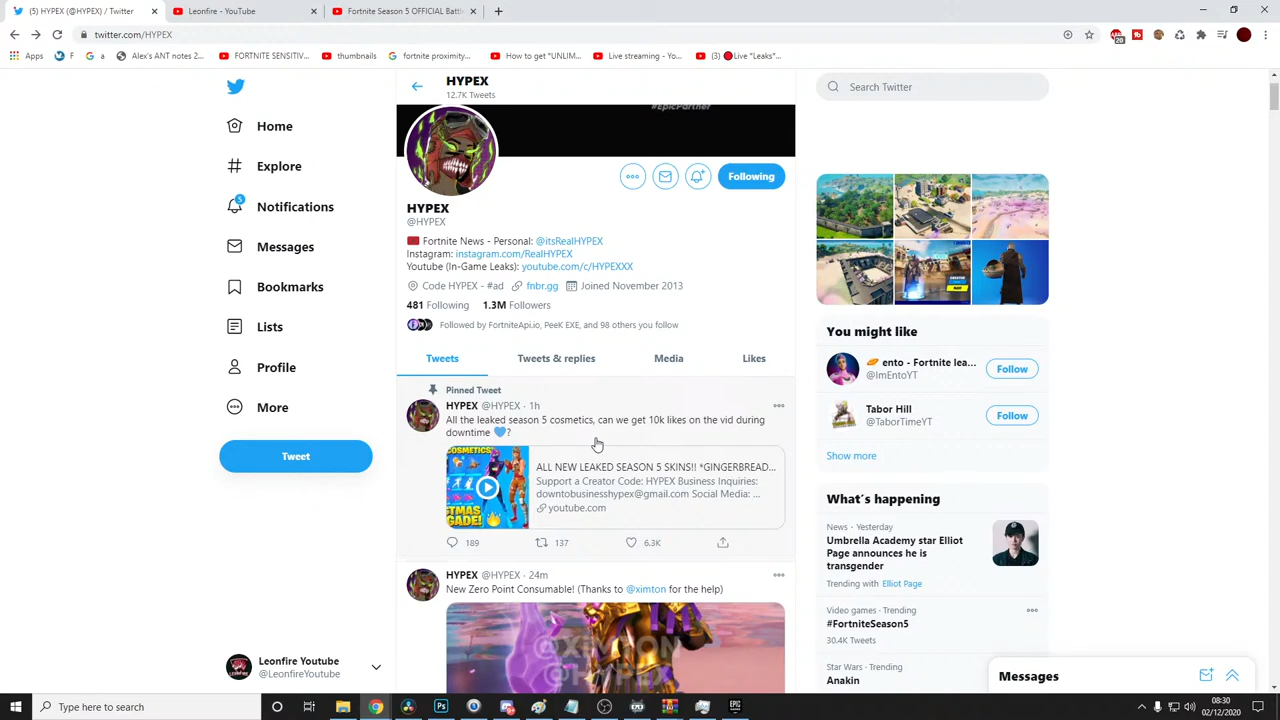 (5) HYPEX (@HYPEX) / Twitter
Leonfire - YouTube
Fortnite Season 5 OFFICIAL Battl
twitter.com/HYPEX
20
Apps
F
a
Alex's ANT notes 2...
FORTNITE SENSITIV...
thumbnails
fortnite proximity...
How to get *UNLIM...
Live streaming - Yo...
(3) 🔴Live *Leaks*...
HYPEX
12.7K Tweets
#EpicPartner
Search Twitter
Home
Explore
5
Notifications
Messages
Bookmarks
Lists
Profile
More
Tweet
Following
HYPEX
@HYPEX
Fortnite News - Personal: @itsRealHYPEX
Instagram: instagram.com/RealHYPEX
Youtube (In-Game Leaks): youtube.com/c/HYPEXXX
Code HYPEX - #ad fnbr.gg Joined November 2013
481 Following 1.3M Followers
Followed by FortniteApi.io, PeeK EXE, and 98 others you follow
Tweets
Tweets & replies
Media
Likes
Pinned Tweet
HYPEX @HYPEX · 1h
All the leaked season 5 cosmetics, can we get 10k likes on the vid during
downtime 💙?
COSMETICS
STMAS
GADE!
ALL NEW LEAKED SEASON 5 SKINS!! *GINGERBREAD...
Support a Creator Code: HYPEX Business Inquiries:
downtobusinesshypex@gmail.com Social Media: ...
youtube.com
189
137
6.3K
HYPEX @HYPEX · 24m
New Zero Point Consumable! (Thanks to @ximton for the help)
@XIMTON
@HYPEX
You might like
ento - Fortnite lea...
@ImEntoYT
Follow
Tabor Hill
@TaborTimeYT
Follow
Show more
What's happening
News · Yesterday
Umbrella Academy star Elliot
Page announces he is
transgender
Trending with Elliot Page
Video games · Trending
#FortniteSeason5
30.4K Tweets
Star Wars · Trending
Anakin
Messages
Leonfire Youtube
@LeonfireYoutube
Type here to search
08:30
02/12/2020